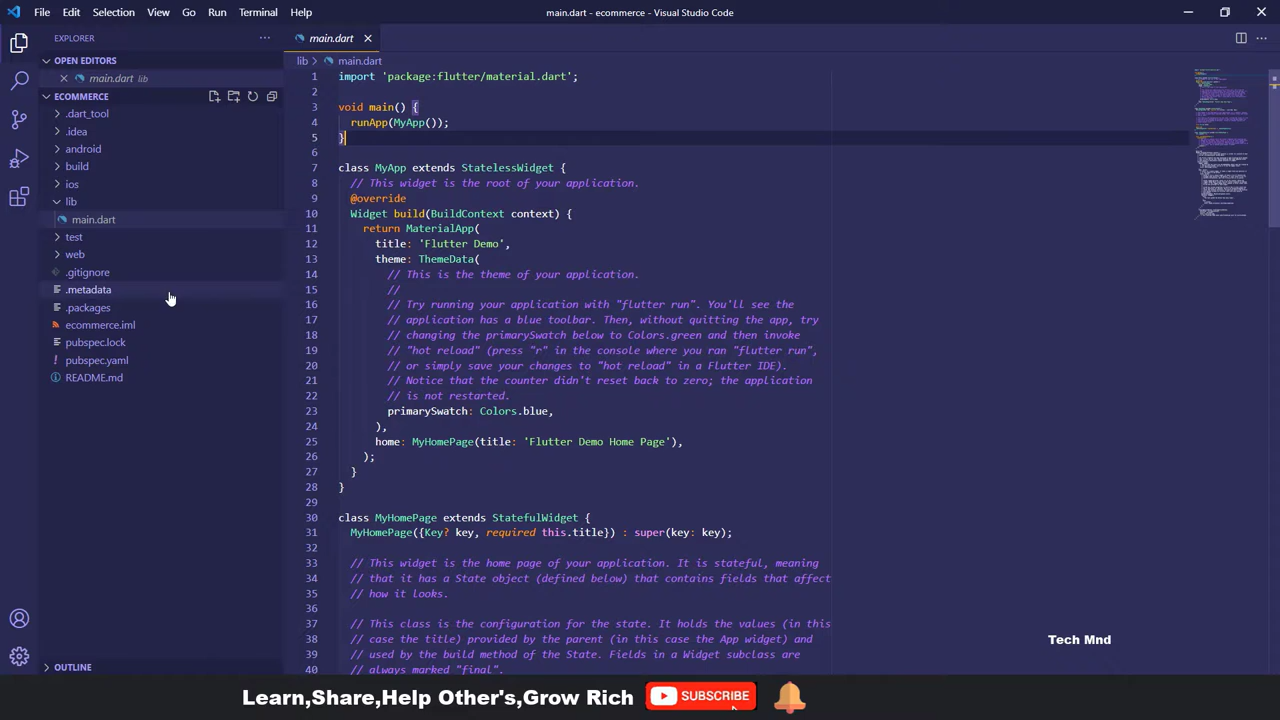 File Edit Selection View Go Run Terminal Help
main.dart - ecommerce - Visual Studio Code
EXPLORER
OPEN EDITORS
main.dart lib
ECOMMERCE
.dart_tool
.idea
android
build
ios
lib
main.dart
test
web
.gitignore
.metadata
.packages
ecommerce.iml
pubspec.lock
pubspec.yaml
README.md
OUTLINE
main.dart
lib > main.dart
1 import 'package:flutter/material.dart';
2
3 void main() {
4 runApp(MyApp());
5 }
6
7 class MyApp extends StatelessWidget {
8 // This widget is the root of your application.
9 @override
10 Widget build(BuildContext context) {
11 return MaterialApp(
12 title: 'Flutter Demo',
13 theme: ThemeData(
14 // This is the theme of your application.
15 //
16 // Try running your application with "flutter run". You'll see the
17 // application has a blue toolbar. Then, without quitting the app, try
18 // changing the primarySwatch below to Colors.green and then invoke
19 // "hot reload" (press "r" in the console where you ran "flutter run",
20 // or simply save your changes to "hot reload" in a Flutter IDE).
21 // Notice that the counter didn't reset back to zero; the application
22 // is not restarted.
23 primarySwatch: Colors.blue,
24 ),
25 home: MyHomePage(title: 'Flutter Demo Home Page'),
26 );
27 }
28 }
29
30 class MyHomePage extends StatefulWidget {
31 MyHomePage({Key? key, required this.title}) : super(key: key);
32
33 // This widget is the home page of your application. It is stateful, meaning
34 // that it has a State object (defined below) that contains fields that affect
35 // how it looks.
36
37 // This class is the configuration for the state. It holds the values (in this
38 // case the title) provided by the parent (in this case the App widget) and
39 // used by the build method of the State. Fields in a Widget subclass are
40 // always marked "final".
Tech Mnd
Learn,Share,Help Other's,Grow Rich SUBSCRIBE